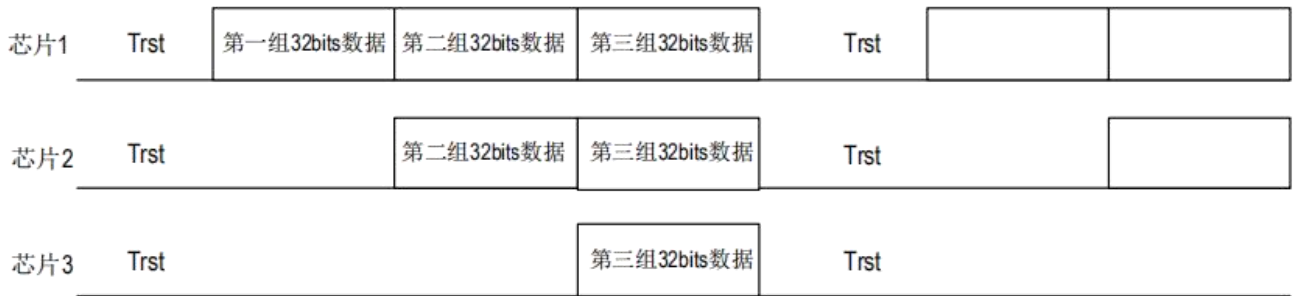 芯片1 Trst 第一组32bits数据 第二组32bits数据 第三组32bits数据 Trst
芯片2 Trst 第二组32bits数据 第三组32bits数据 Trst
芯片3 Trst 第三组32bits数据 Trst